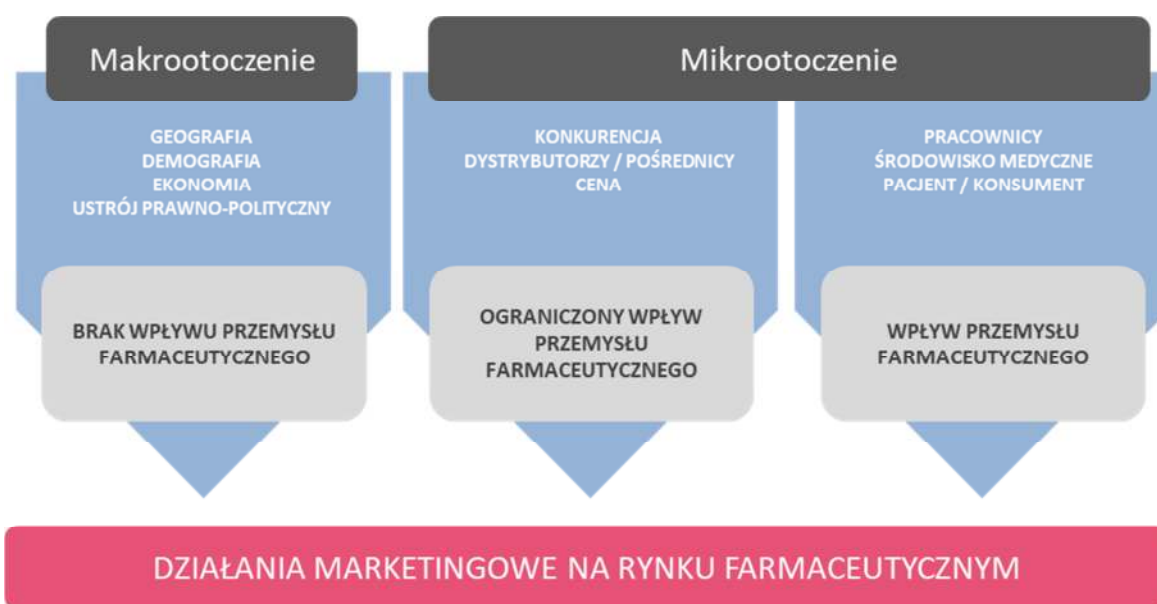 Makrootoczenie
Mikrootoczenie
GEOGRAFIA
DEMOGRAFIA
EKONOMIA
USTRÓJ PRAWNO-POLITYCZNY
KONKURENCJA
DYSTRYBUTORZY / POŚREDNICY
CENA
PRACOWNICY
ŚRODOWISKO MEDYCZNE
PACJENT / KONSUMENT
BRAK WPŁYWU PRZEMYSŁU
FARMACEUTYCZNEGO
OGRANICZONY WPŁYW
PRZEMYSŁU
FARMACEUTYCZNEGO
WPŁYW PRZEMYSŁU
FARMACEUTYCZNEGO
DZIAŁANIA MARKETINGOWE NA RYNKU FARMACEUTYCZNYM